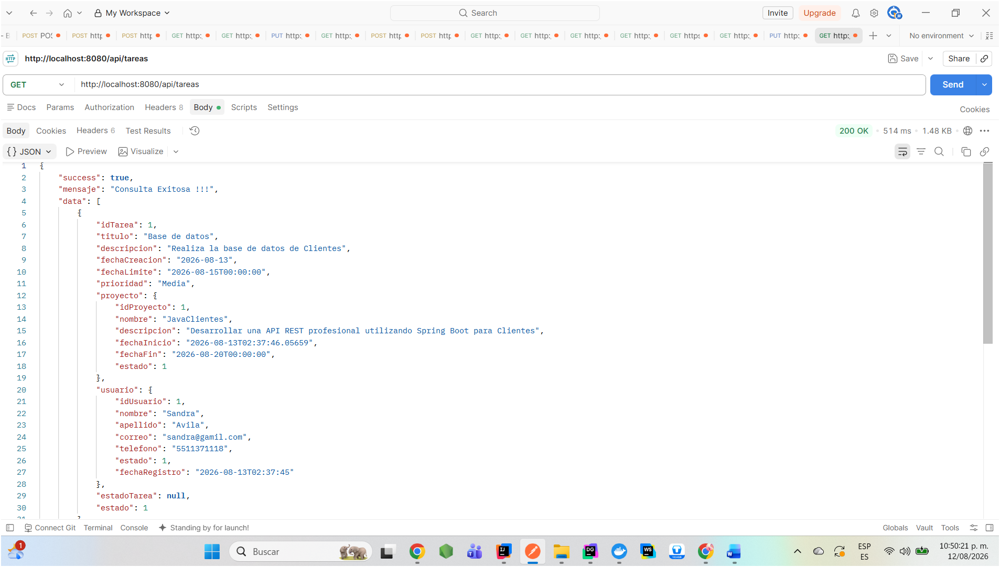 My Workspace
Search
Invite
Upgrade
POST POS
POST http
POST http
GET http:
GET http:
PUT http:
GET http:
POST http
POST http
GET http:
GET http:
GET http:
GET http:
GET https
GET http:
PUT http:
GET http:
No environment
HTTP
http://localhost:8080/api/tareas
Save
Share
GET
http://localhost:8080/api/tareas
Send
Docs
Params
Authorization
Headers 8
Body
Scripts
Settings
Cookies
Body
Cookies
Headers 6
Test Results
200 OK
514 ms
1.48 KB
{} JSON
Preview
Visualize
1 {
2 "success": true,
3 "mensaje": "Consulta Exitosa !!!",
4 "data": [
5 {
6 "idTarea": 1,
7 "titulo": "Base de datos",
8 "descripcion": "Realiza la base de datos de Clientes",
9 "fechaCreacion": "2026-08-13",
10 "fechaLimite": "2026-08-15T00:00:00",
11 "prioridad": "Media",
12 "proyecto": {
13 "idProyecto": 1,
14 "nombre": "JavaClientes",
15 "descripcion": "Desarrollar una API REST profesional utilizando Spring Boot para Clientes",
16 "fechaInicio": "2026-08-13T02:37:46.05659",
17 "fechaFin": "2026-08-20T00:00:00",
18 "estado": 1
19 },
20 "usuario": {
21 "idUsuario": 1,
22 "nombre": "Sandra",
23 "apellido": "Avila",
24 "correo": "sandra@gamil.com",
25 "telefono": "5511371118",
26 "estado": 1,
27 "fechaRegistro": "2026-08-13T02:37:45"
28 },
29 "estadoTarea": null,
30 "estado": 1
Connect Git
Terminal
Console
Standing by for launch!
Globals
Vault
Tools
1
Buscar
ESP
ES
10:50:21 p. m.
12/08/2026